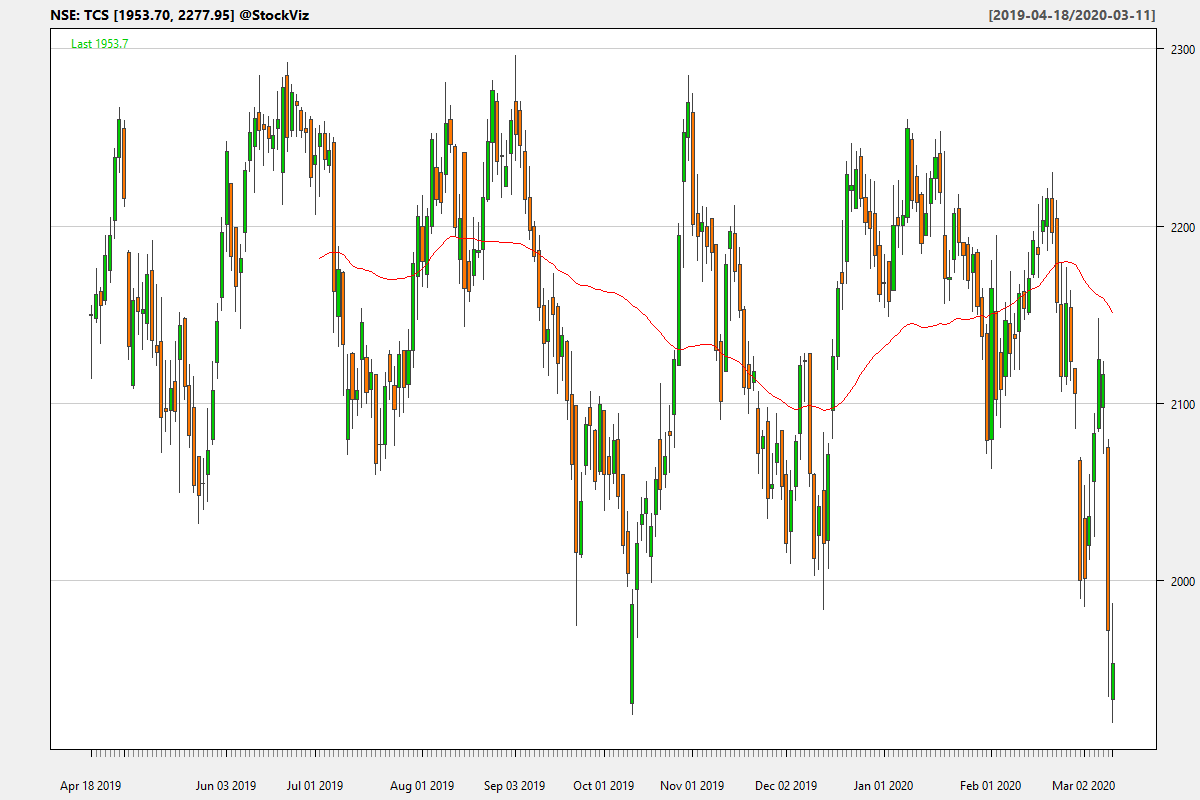 NSE: TCS [1953.70, 2277.95] @StockViz [2019-04-18/2020-03-11]
Last 1953.7
2300
2200
2100
2000
Apr 18 2019 Jun 03 2019 Jul 01 2019 Aug 01 2019 Sep 03 2019 Oct 01 2019 Nov 01 2019 Dec 02 2019 Jan 01 2020 Feb 01 2020 Mar 02 2020